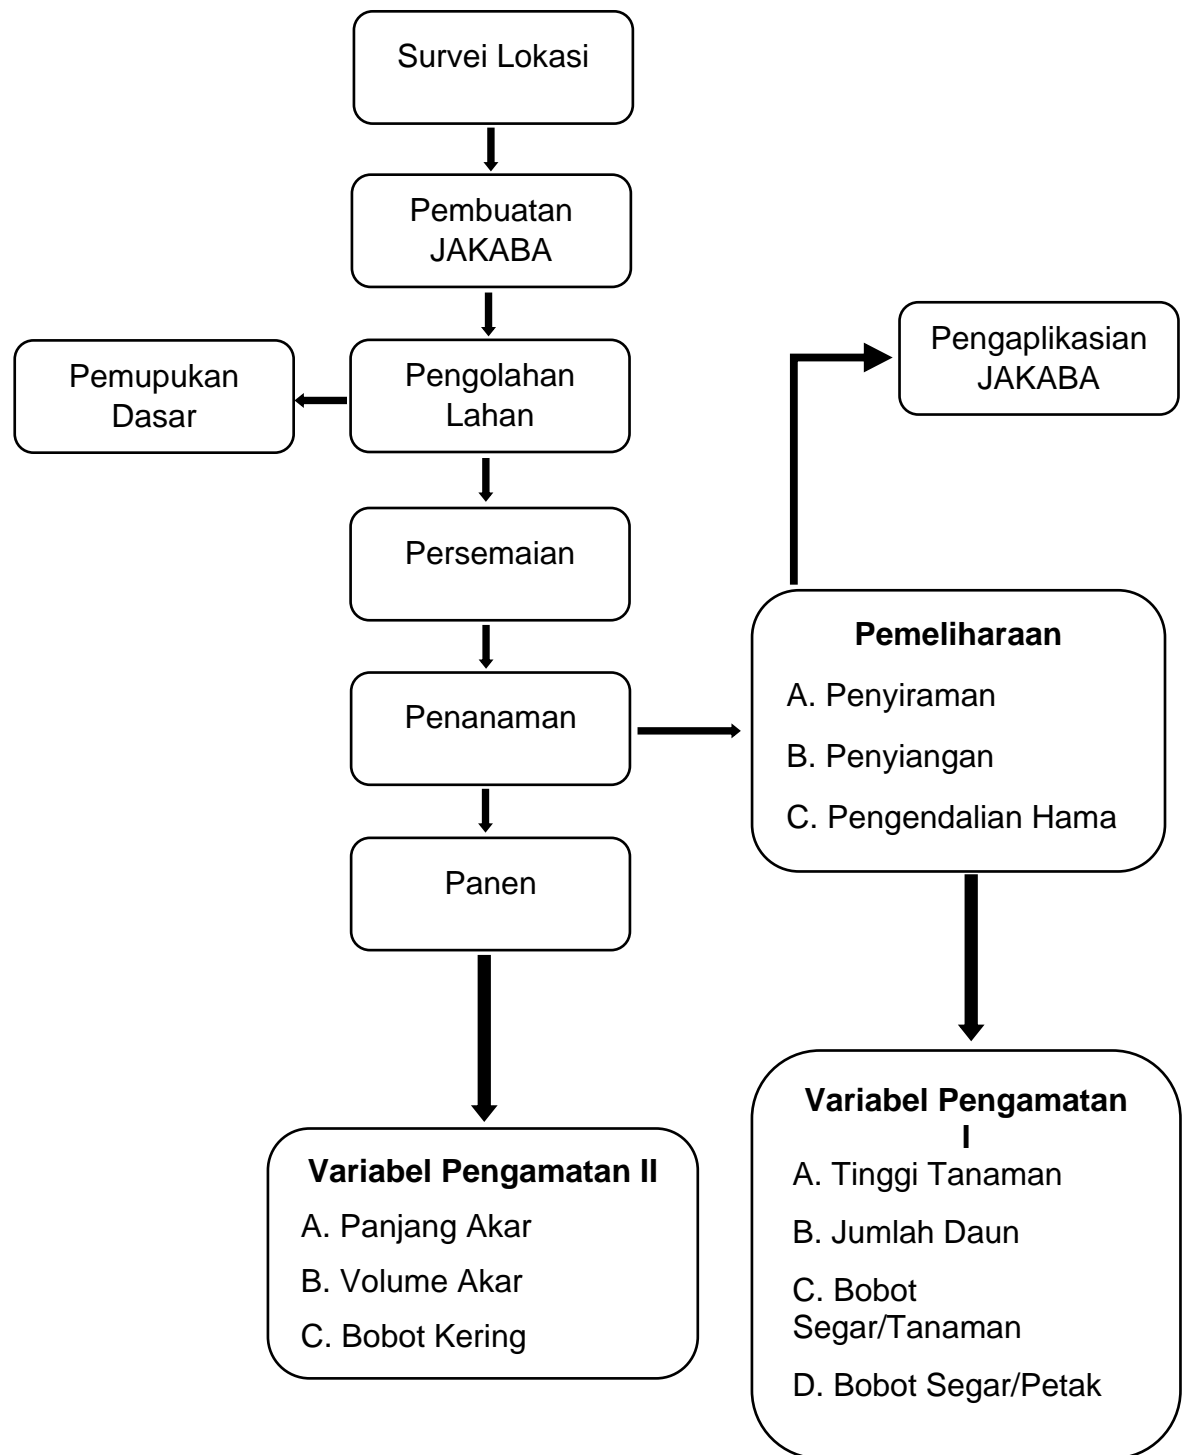 Survei Lokasi
Pembuatan
JAKABA
Pengaplikasian
JAKABA
Pemupukan
Dasar
Pengolahan
Lahan
Persemaian
Pemeliharaan
A. Penyiraman
B. Penyiangan
C. Pengendalian Hama
Penanaman
Panen
Variabel Pengamatan
I
A. Tinggi Tanaman
B. Jumlah Daun
C. Bobot
Segar/Tanaman
D. Bobot Segar/Petak
Variabel Pengamatan II
A. Panjang Akar
B. Volume Akar
C. Bobot Kering